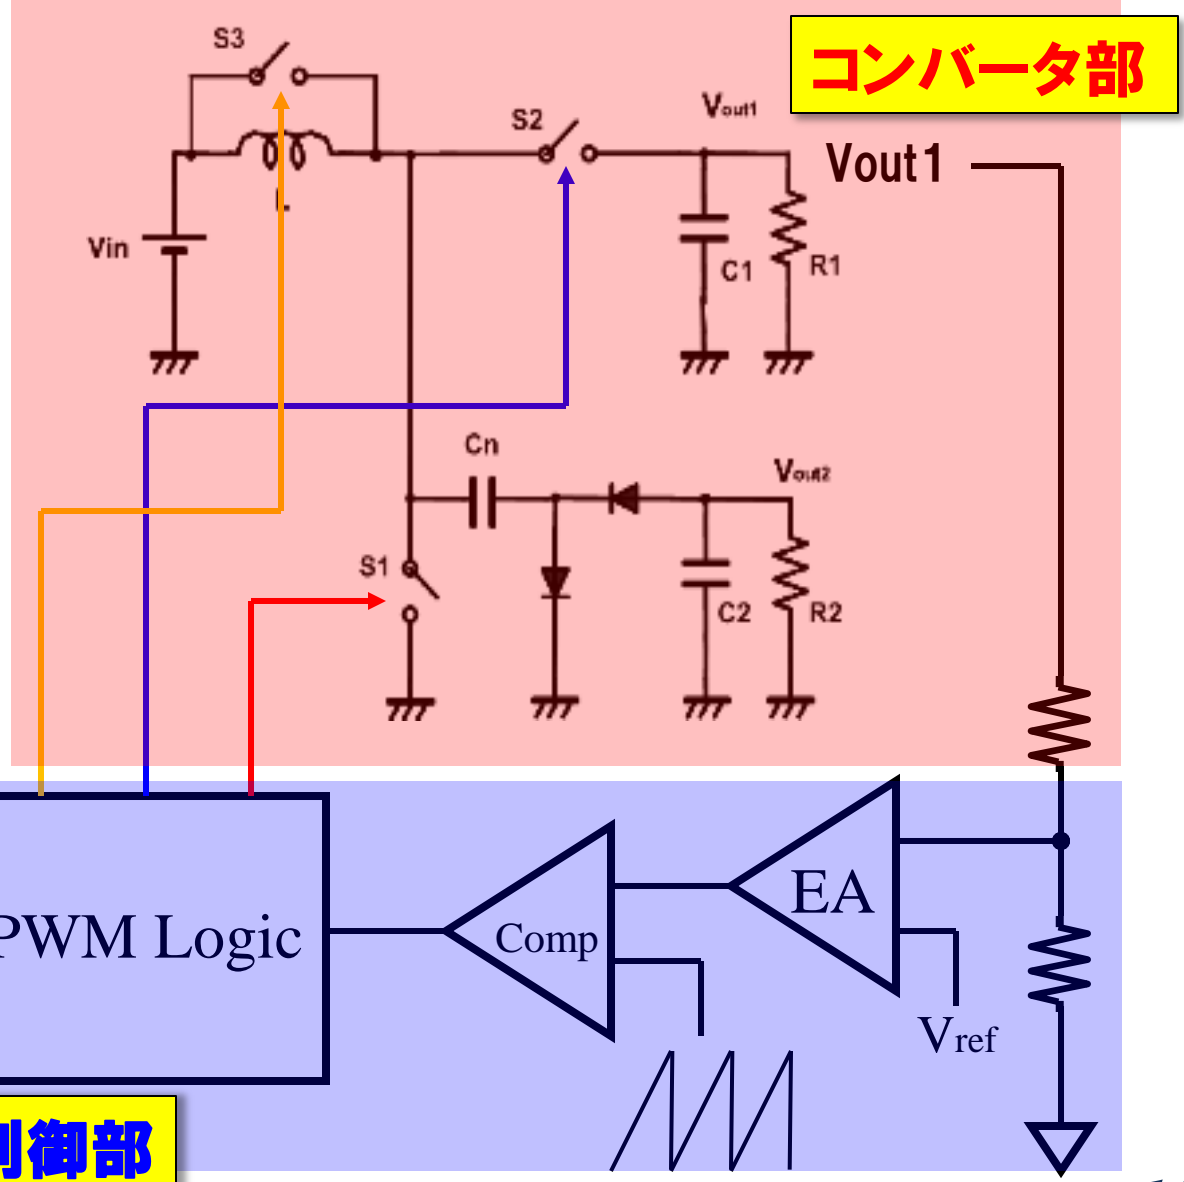 コンバータ部
S3
S2
Vout1
Vout1
L
Vin
C1
R1
Cn
Vout2
S1
C2
R2
EA
Comp
PWM Logic
Vref
制御部